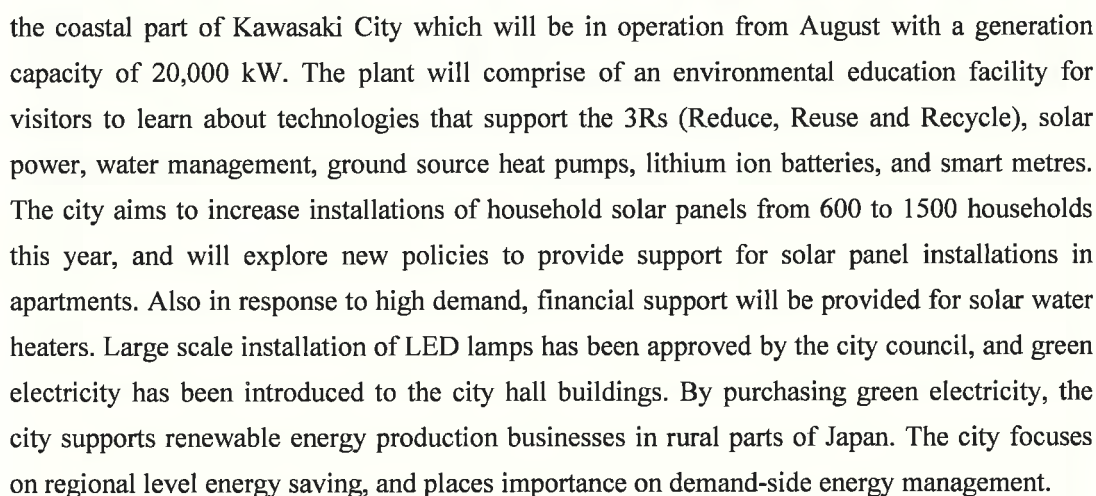 the coastal part of Kawasaki City which will be in operation from August with a generation
capacity of 20,000 kW. The plant will comprise of an environmental education facility for
visitors to learn about technologies that support the 3Rs (Reduce, Reuse and Recycle), solar
power, water management, ground source heat pumps, lithium ion batteries, and smart metres.
The city aims to increase installations of household solar panels from 600 to 1500 households
this year, and will explore new policies to provide support for solar panel installations in
apartments. Also in response to high demand, financial support will be provided for solar water
heaters. Large scale installation of LED lamps has been approved by the city council, and green
electricity has been introduced to the city hall buildings. By purchasing green electricity, the
city supports renewable energy production businesses in rural parts of Japan. The city focuses
on regional level energy saving, and places importance on demand-side energy management.